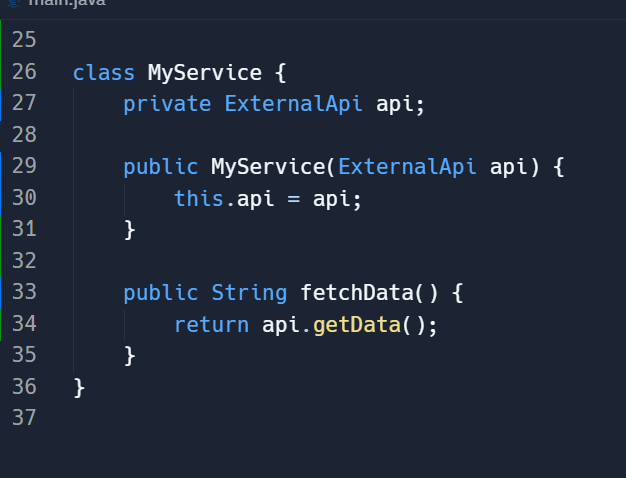 main.java
25
26 class MyService {
27     private ExternalApi api;
28
29     public MyService(ExternalApi api) {
30         this.api = api;
31     }
32
33     public String fetchData() {
34         return api.getData();
35     }
36 }
37